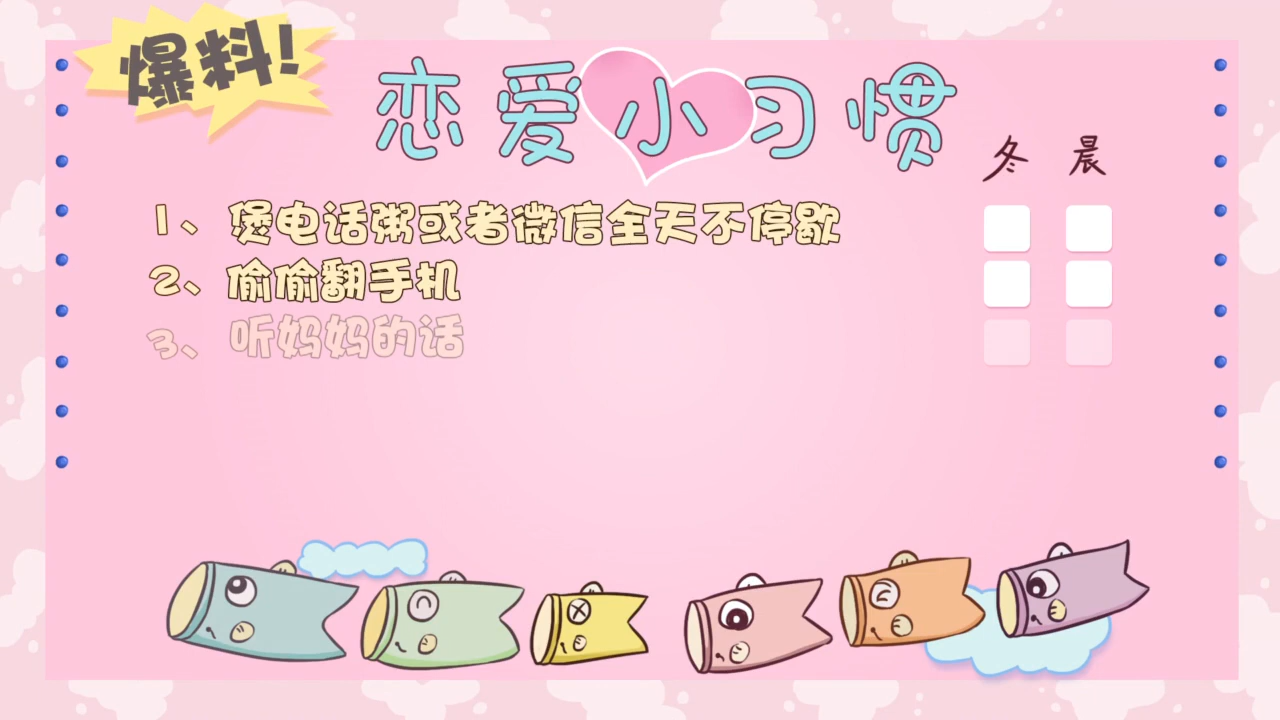 爆料!
恋爱小习惯
冬 晨
1、煲电话粥或者微信全天不停歇
2、偷偷翻手机
3、听妈妈的话